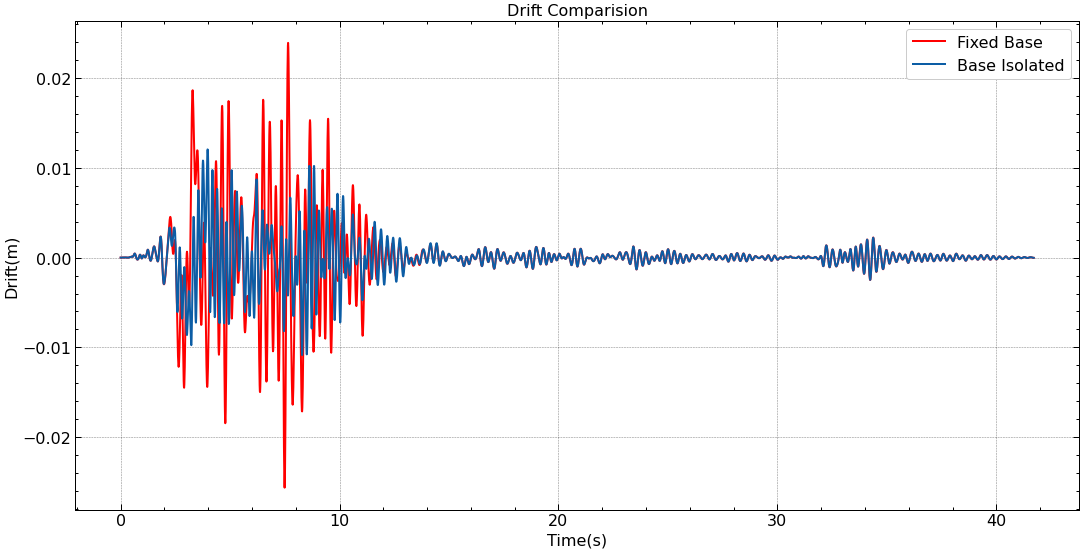 Drift Comparision
Fixed Base
Base Isolated
Drift(m)
0.02
0.01
0.00
−0.01
−0.02
0 10 20 30 40
Time(s)